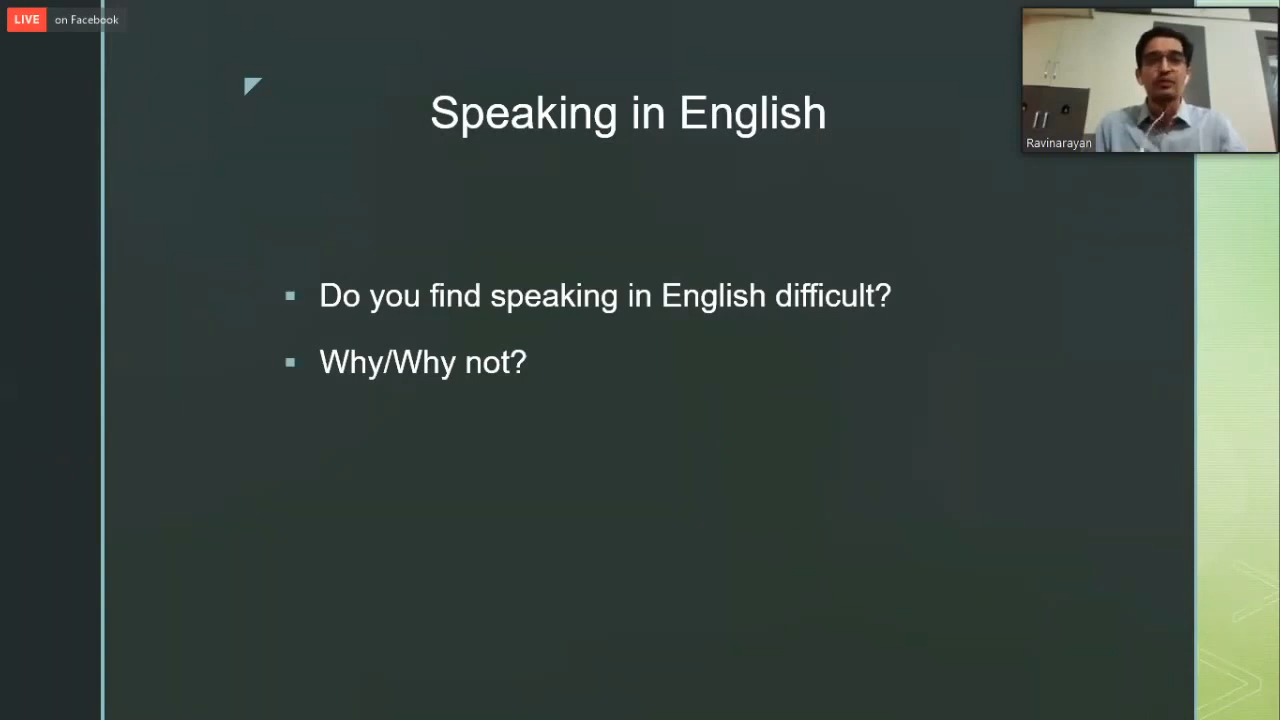 LIVE on Facebook
Speaking in English
Do you find speaking in English difficult?
Why/Why not?
Ravinarayan